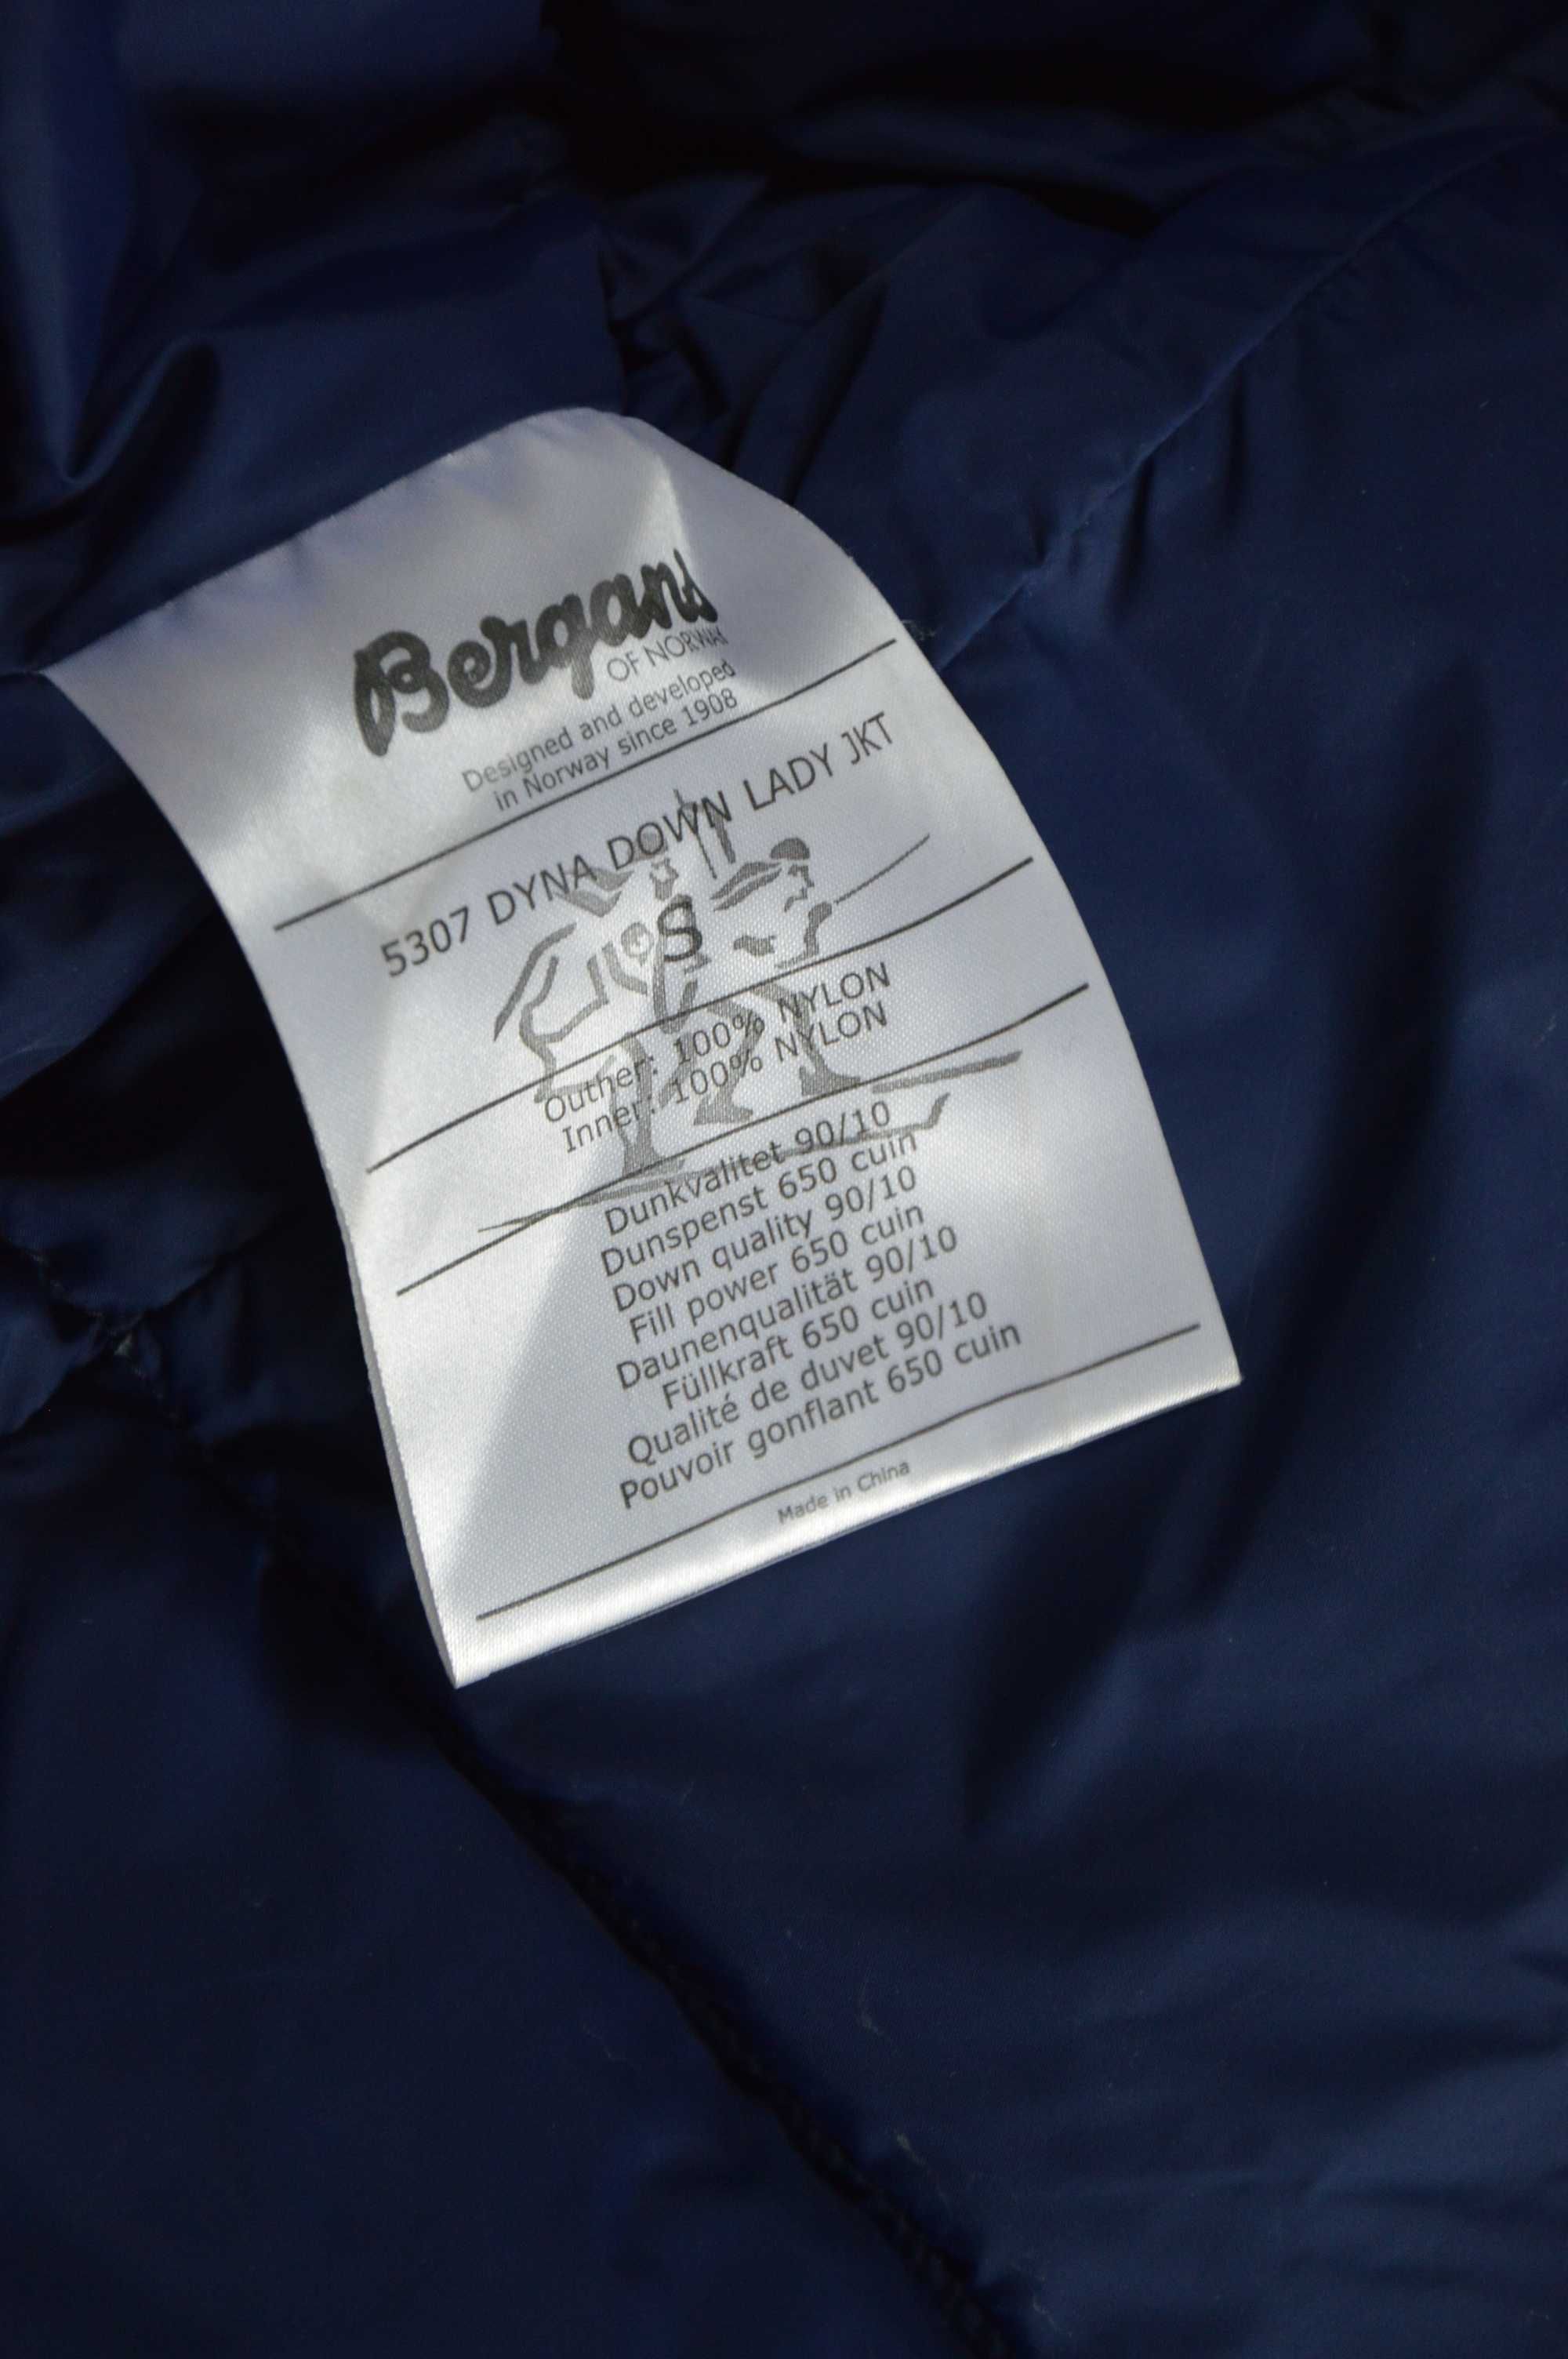 Bergans
OF NORWAY
Designed and developed
in Norway since 1908
5307 DYNA DOWN LADY JKT
S
Outher: 100% NYLON
Inner: 100% NYLON
Dunkvalitet 90/10
Dunspenst 650 cuin
Down quality 90/10
Fill power 650 cuin
Daunenqualität 90/10
Füllkraft 650 cuin
Qualité de duvet 90/10
Pouvoir gonflant 650 cuin
Made in China